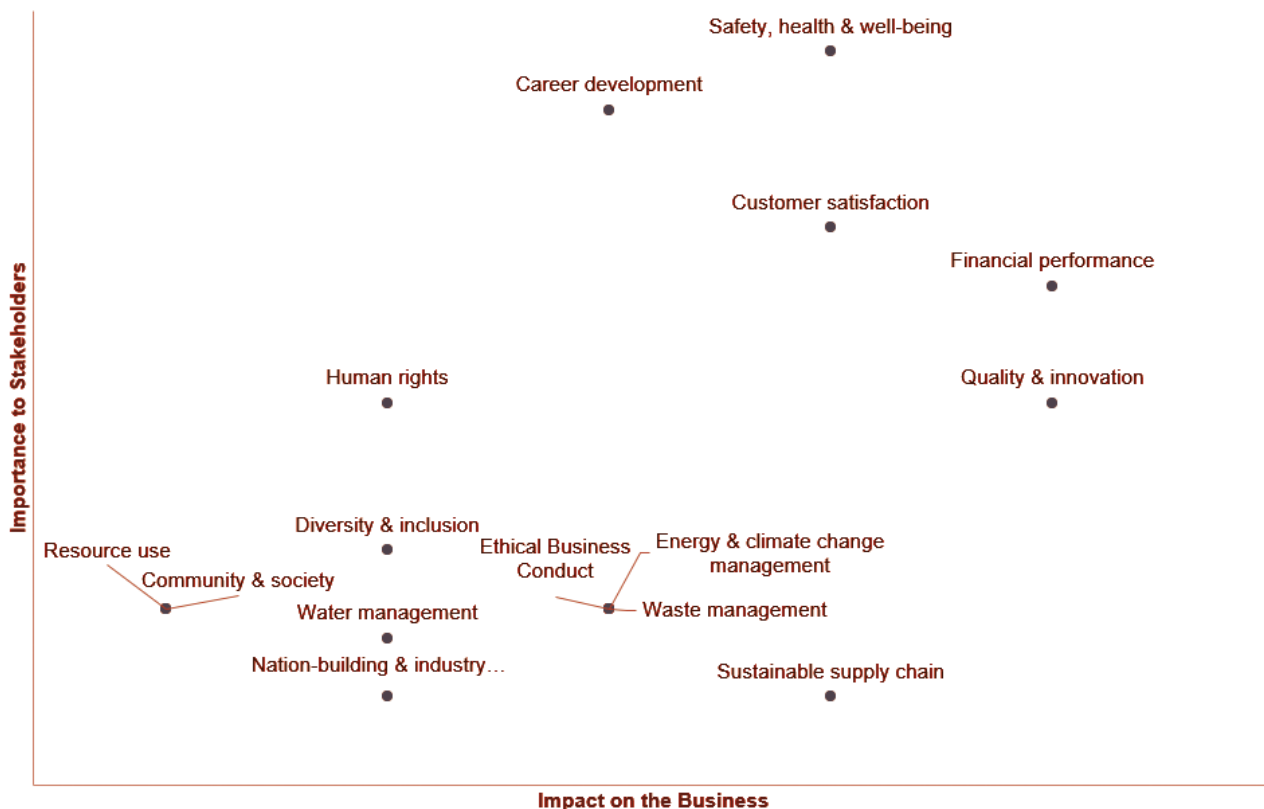 Safety, health & well-being
Career development
Customer satisfaction
Financial performance
Importance to Stakeholders
Human rights
Quality & innovation
Diversity & inclusion
Resource use
Community & society
Ethical Business
Conduct
Energy & climate change
management
Water management
Waste management
Nation-building & industry…
Sustainable supply chain
Impact on the Business